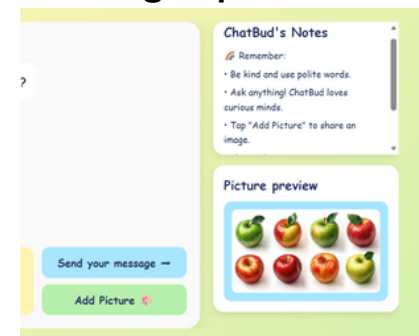 ?
ChatBud's Notes
🌈 Remember:
• Be kind and use polite words.
• Ask anything! ChatBud loves
curious minds.
• Tap "Add Picture" to share an
image.
Picture preview
Send your message ➡
Add Picture 🌸